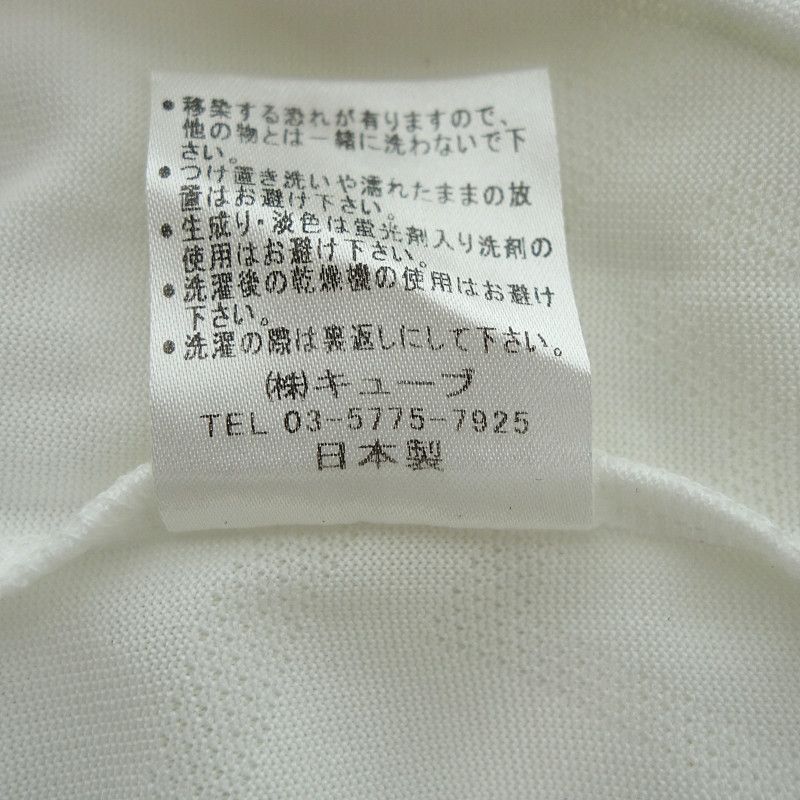 ・移染する恐れが有りますので、
他の物とは一緒に洗わないで下
さい。
・つけ置き洗いや濡れたままの放
置はお避け下さい。
・生成り・淡色は蛍光剤入り洗剤の
使用はお避け下さい。
・洗濯後の乾燥機の使用はお避け
下さい。
・洗濯の際は裏返しにして下さい。
㈱キューブ
TEL 03-5775-7925
日本製